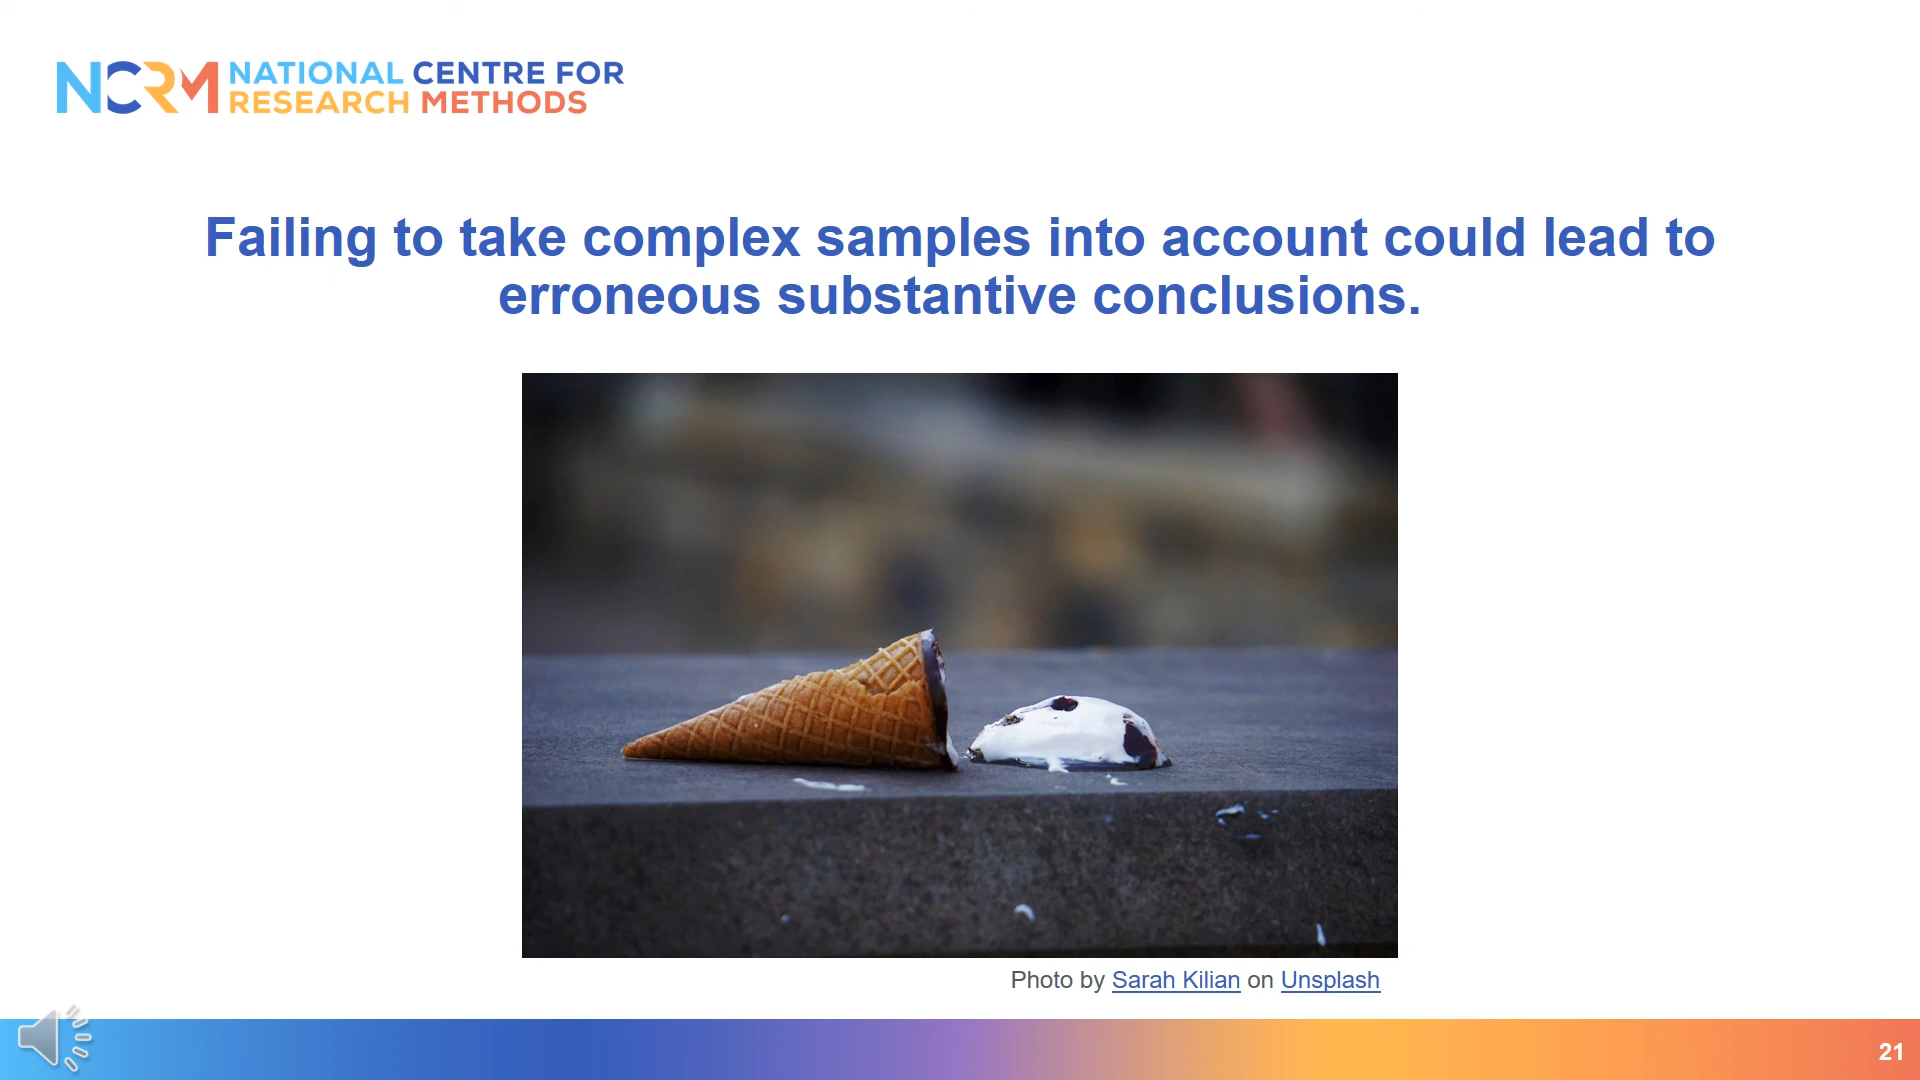 NCRM NATIONAL CENTRE FOR
RESEARCH METHODS
Failing to take complex samples into account could lead to
erroneous substantive conclusions.
Photo by Sarah Kilian on Unsplash
21